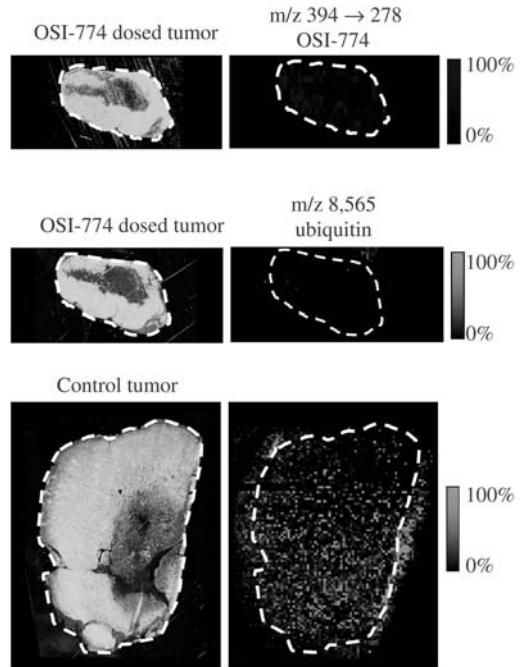 OSI-774 dosed tumor
m/z 394 → 278
OSI-774
100%
0%
OSI-774 dosed tumor
m/z 8,565
ubiquitin
100%
0%
Control tumor
100%
0%